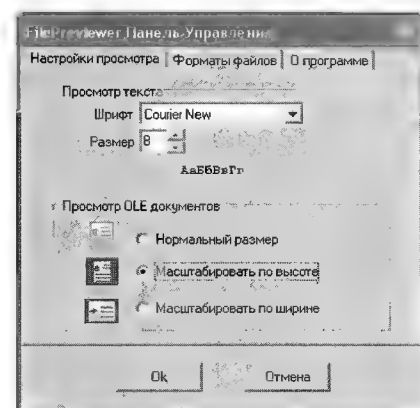 FilePreviewer Панель Управления
Настройки просмотра Форматы файлов О программе
Просмотр текста
Шрифт Courier New
Размер 8
АаБбВвГг
Просмотр OLE документов
Нормальный размер
Масштабировать по высоте
Масштабировать по ширине
Ok Отмена